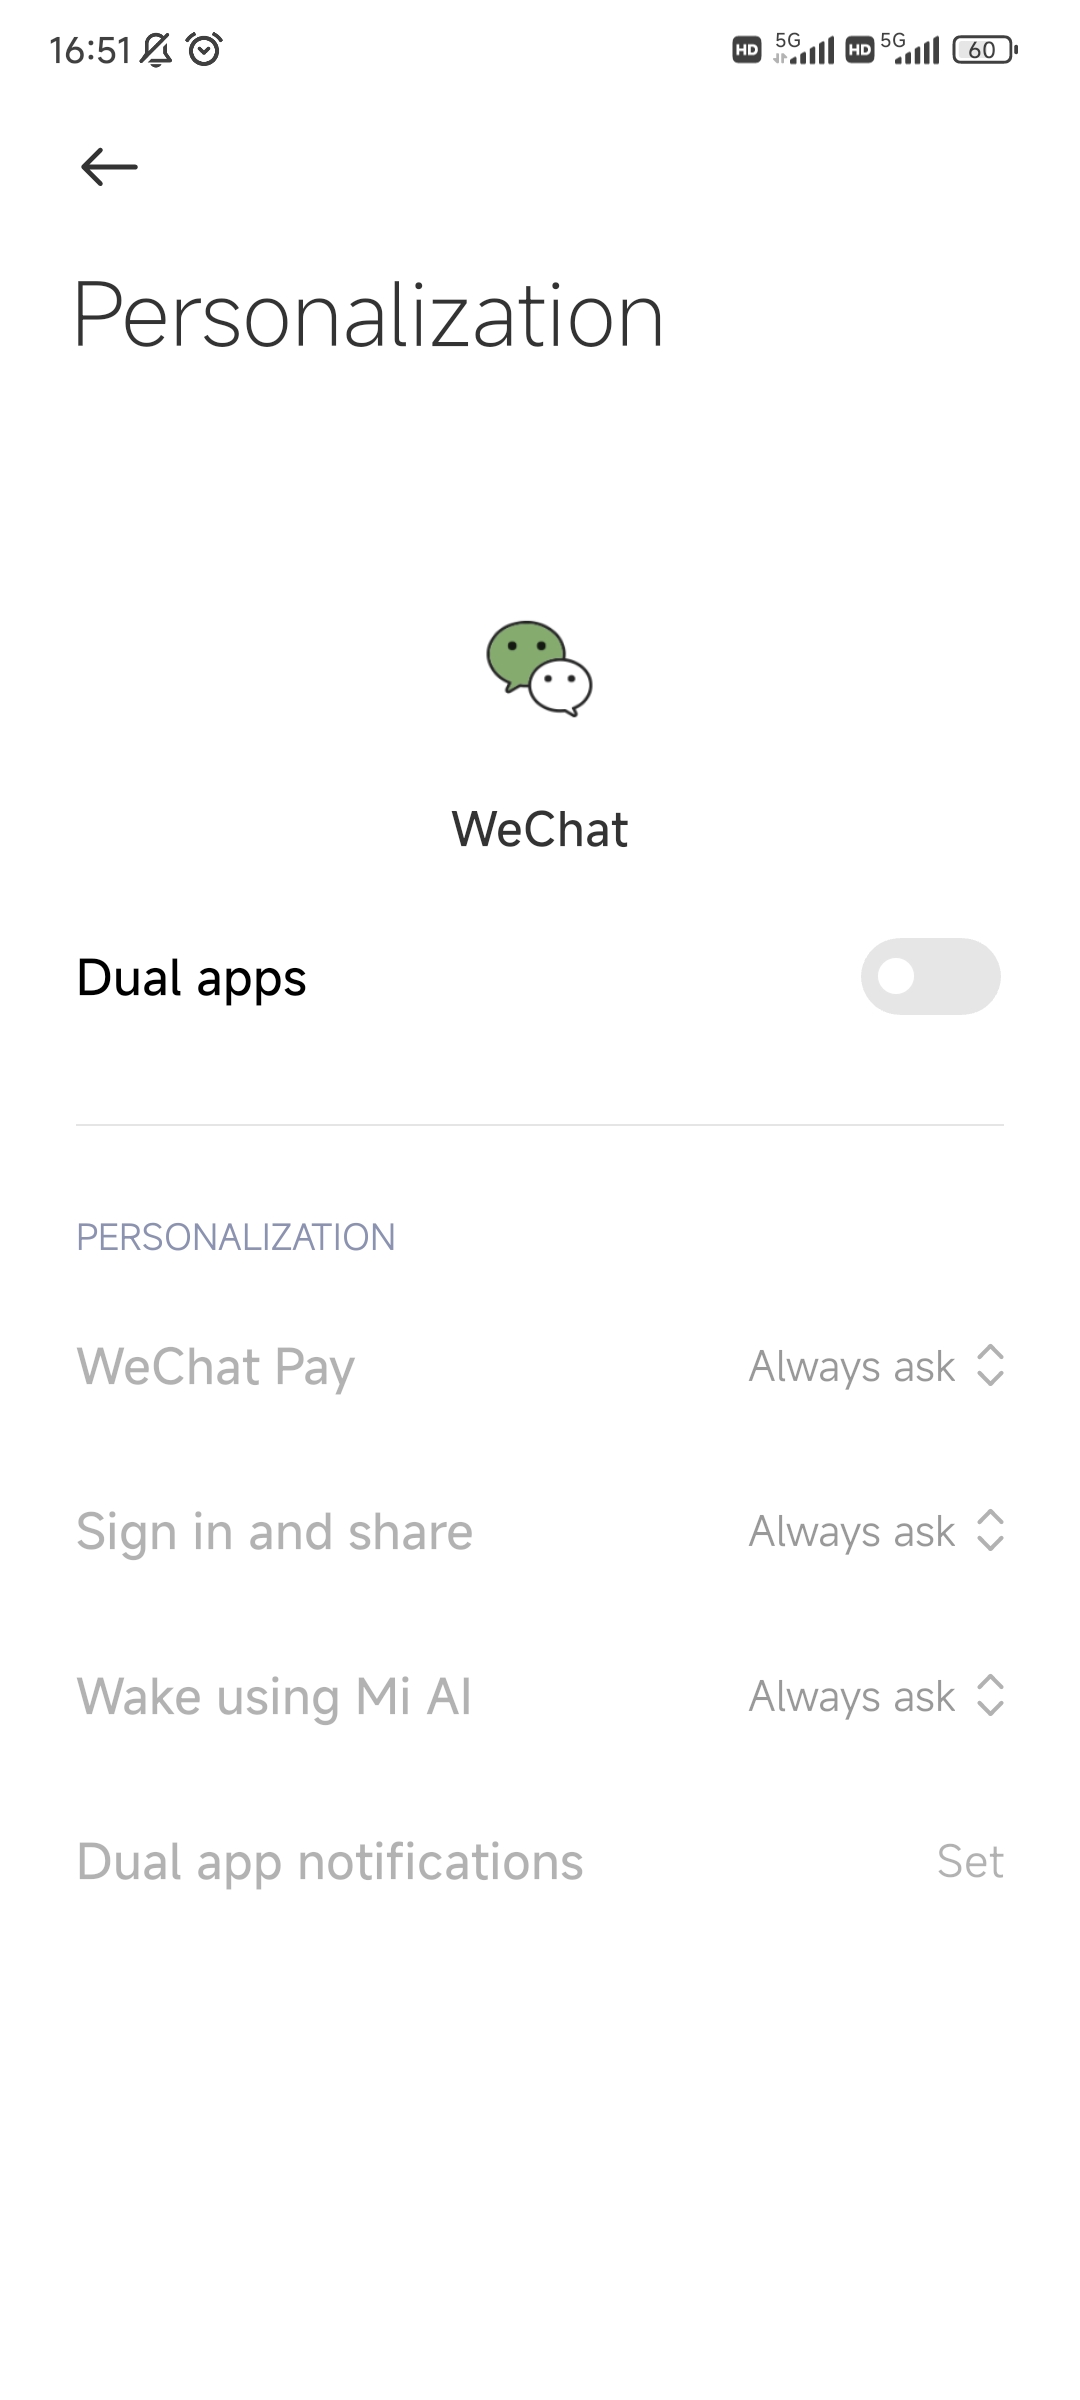 16:51 HD 5G HD 5G 60
Personalization
WeChat
Dual apps
PERSONALIZATION
WeChat Pay Always ask
Sign in and share Always ask
Wake using Mi AI Always ask
Dual app notifications Set